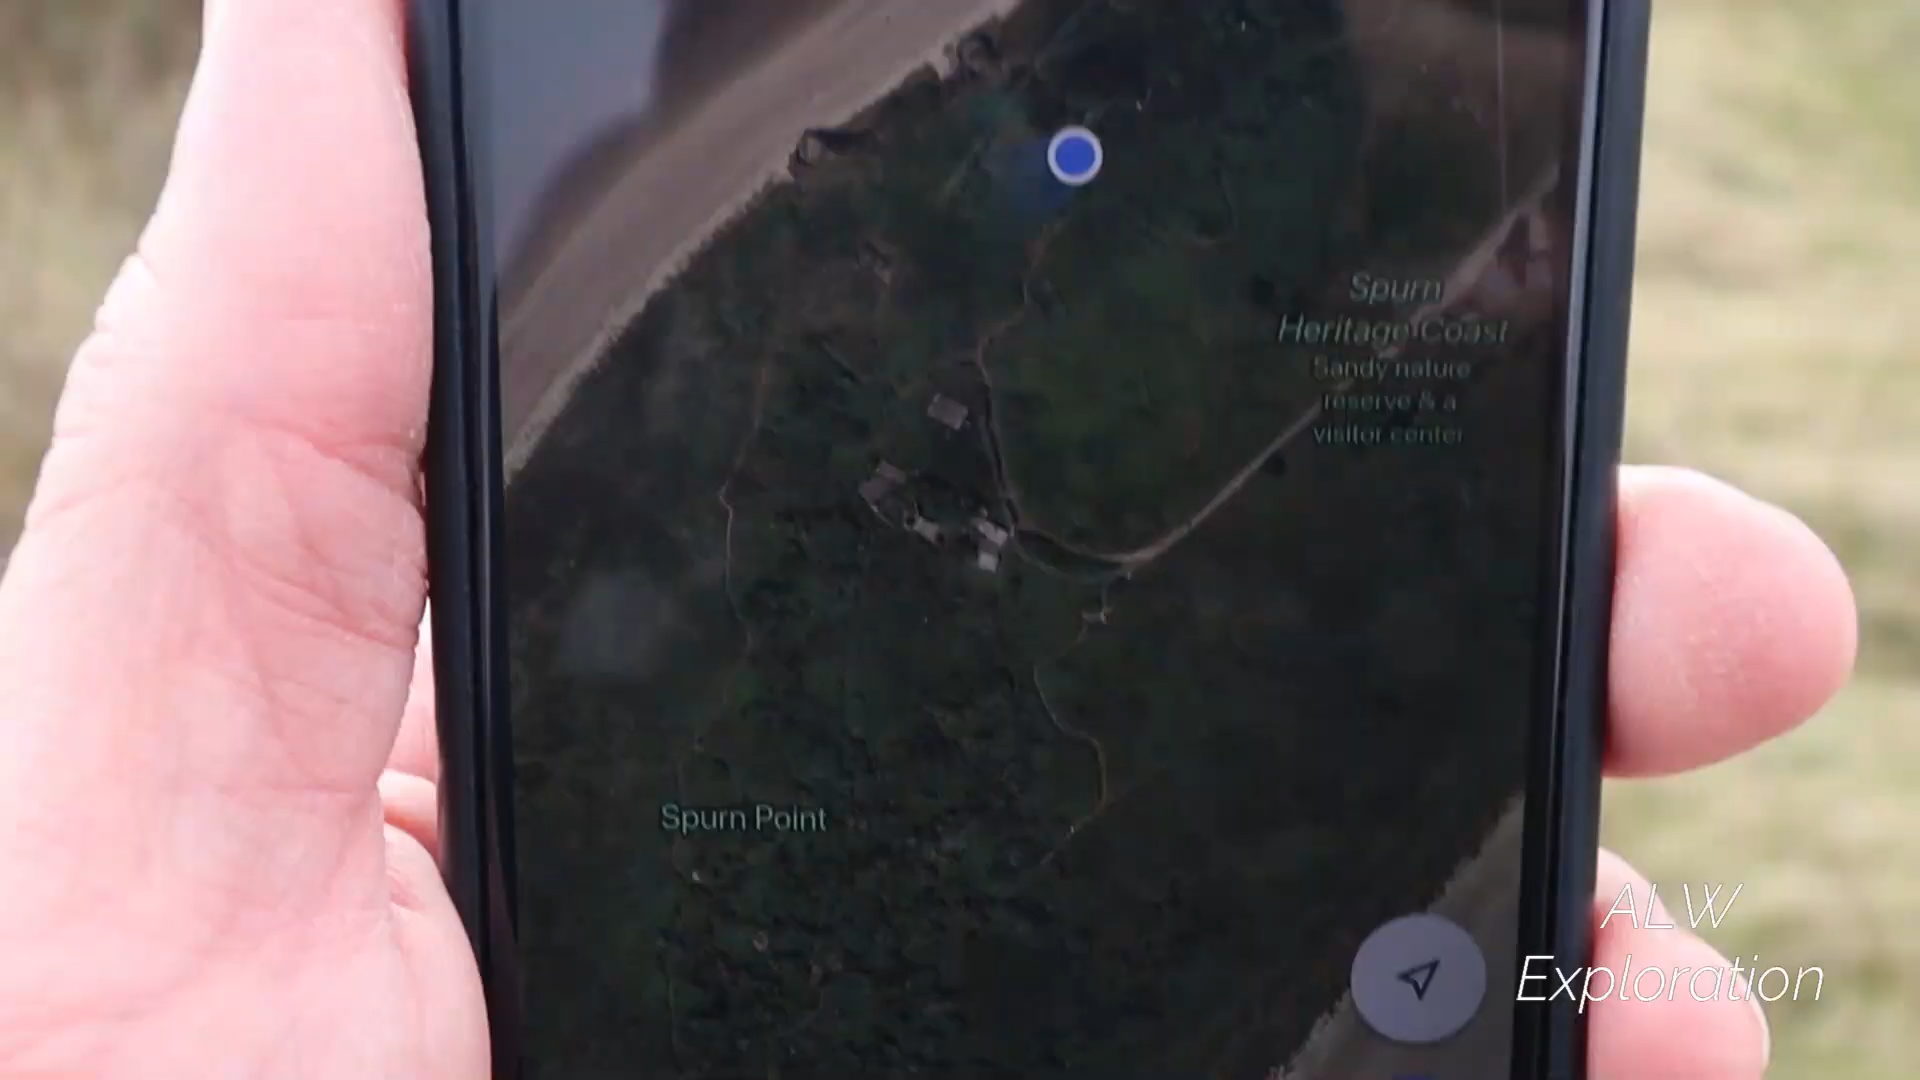 Spurn
Heritage Coast
Sandy nature
reserve & a
visitor center
Spurn Point
ALW
Exploration